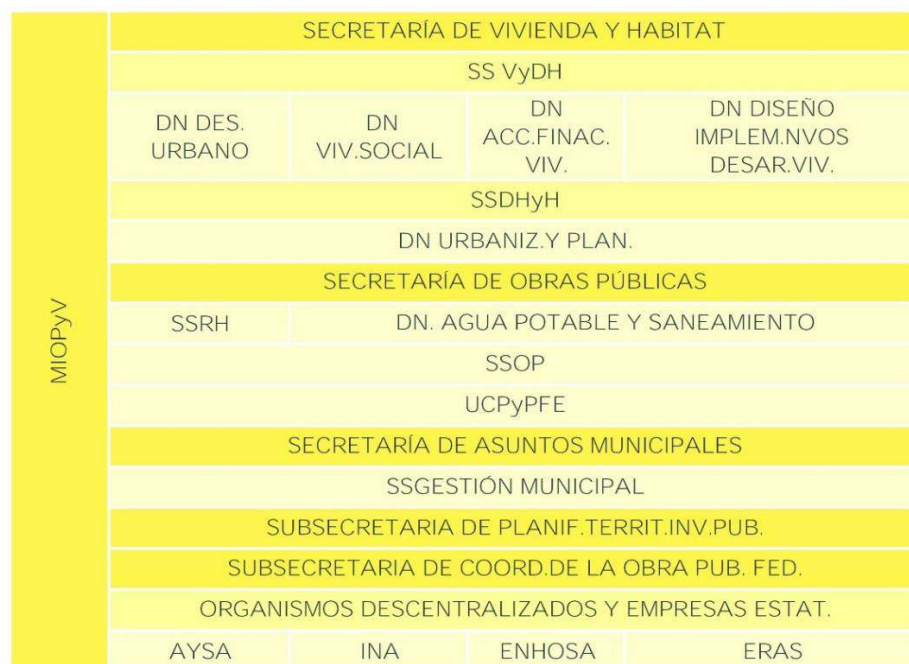 MIOPyV
SECRETARÍA DE VIVIENDA Y HABITAT
SS VyDH
DN DES.
URBANO
DN
VIV.SOCIAL
DN
ACC.FINAC.
VIV.
DN DISEÑO
IMPLEM.NVOS
DESAR.VIV.
SSDHyH
DN URBANIZ.Y PLAN.
SECRETARÍA DE OBRAS PÚBLICAS
SSRH
DN. AGUA POTABLE Y SANEAMIENTO
SSOP
UCPyPFE
SECRETARÍA DE ASUNTOS MUNICIPALES
SSGESTIÓN MUNICIPAL
SUBSECRETARIA DE PLANIF.TERRIT.INV.PUB.
SUBSECRETARIA DE COORD.DE LA OBRA PUB. FED.
ORGANISMOS DESCENTRALIZADOS Y EMPRESAS ESTAT.
AYSA
INA
ENHOSA
ERAS